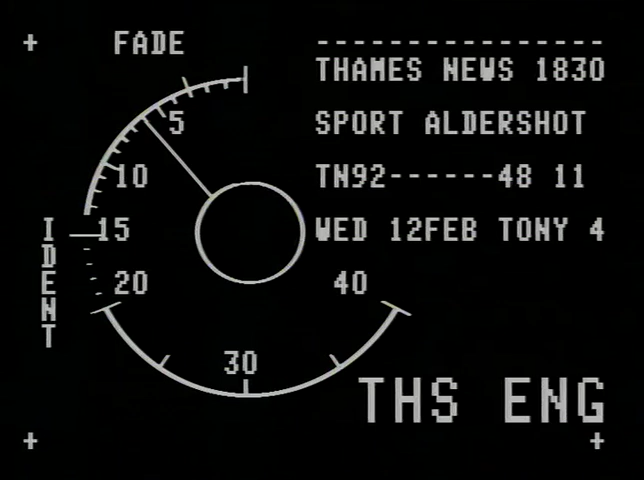 FADE
---------------
THAMES NEWS 1830
SPORT ALDERSHOT
TN92------48 11
WED 12FEB TONY 4
5
10
15
20
30
40
IDENT
THS ENG